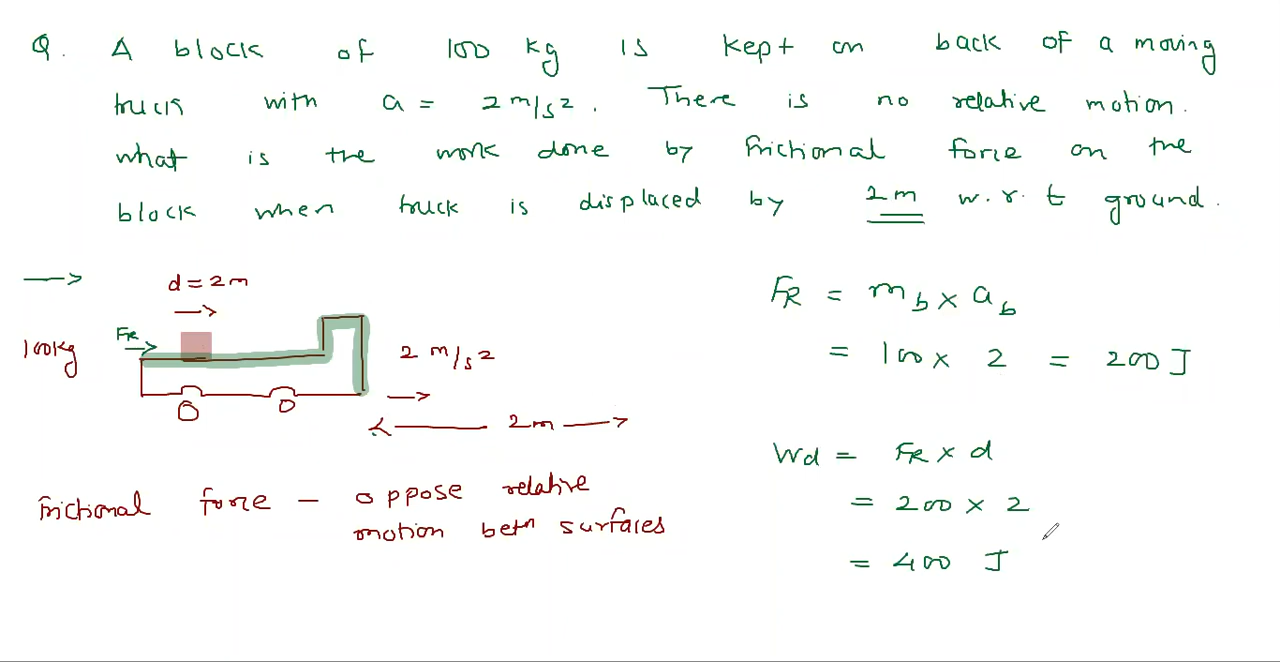 Q. A block of 100 kg is kept on back of a moving
truck with a = 2 m/s2. There is no relative motion.
what is the work done by frictional force on the
block when truck is displaced by 2m w.r.t ground.
d = 2m
FR
100kg
2 m/s2
2m
frictional force – oppose relative
motion betn surfaces
FR = mb x ab
= 100 x 2 = 200 J
Wd = FR x d
= 200 x 2
= 400 J